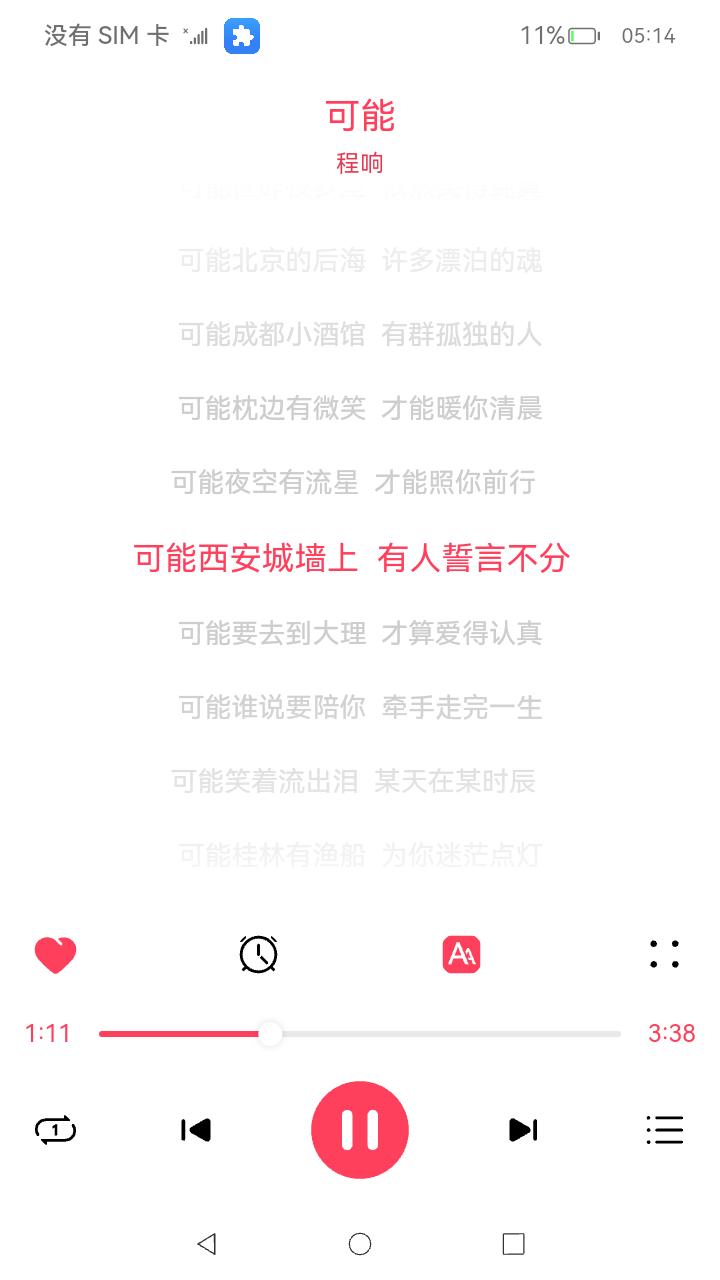 没有 SIM 卡
11%
05:14
可能
程响
可能北京的后海 许多漂泊的魂
可能成都小酒馆 有群孤独的人
可能枕边有微笑 才能暖你清晨
可能夜空有流星 才能照你前行
可能西安城墙上 有人誓言不分
可能要去到大理 才算爱得认真
可能谁说要陪你 牵手走完一生
可能笑着流出泪 某天在某时辰
可能桂林有渔船 为你迷茫点灯
1:11
3:38